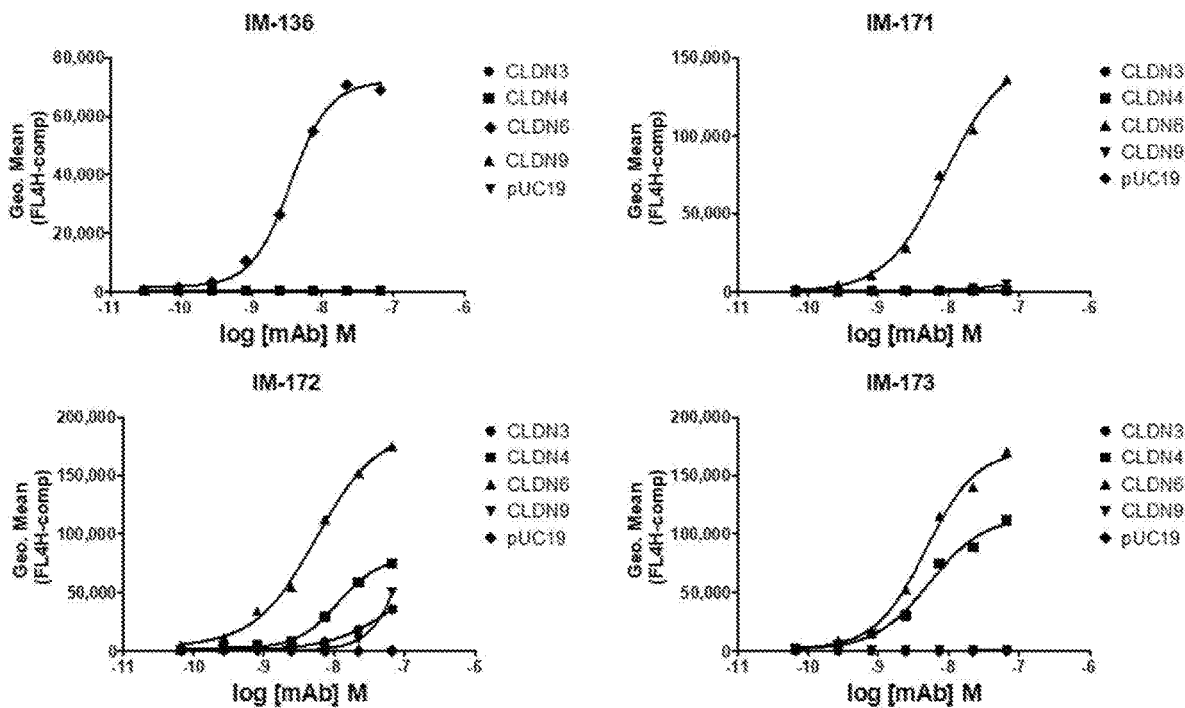 IM-136
Geo. Mean
(FL4H-comp)
80,000
60,000
40,000
20,000
0
-11
-10
-9
-8
-7
-6
log [mAb] M
CLDN3
CLDN4
CLDN6
CLDN9
pUC19
IM-171
Geo. Mean
(FL4H-comp)
150,000
100,000
50,000
0
-11
-10
-9
-8
-7
-6
log [mAb] M
CLDN3
CLDN4
CLDN6
CLDN9
pUC19
IM-172
Geo. Mean
(FL4H-comp)
200,000
150,000
100,000
50,000
0
-11
-10
-9
-8
-7
-6
log [mAb] M
CLDN3
CLDN4
CLDN6
CLDN9
pUC19
IM-173
Geo. Mean
(FL4H-comp)
200,000
150,000
100,000
50,000
0
-11
-10
-9
-8
-7
-6
log [mAb] M
CLDN3
CLDN4
CLDN6
CLDN9
pUC19